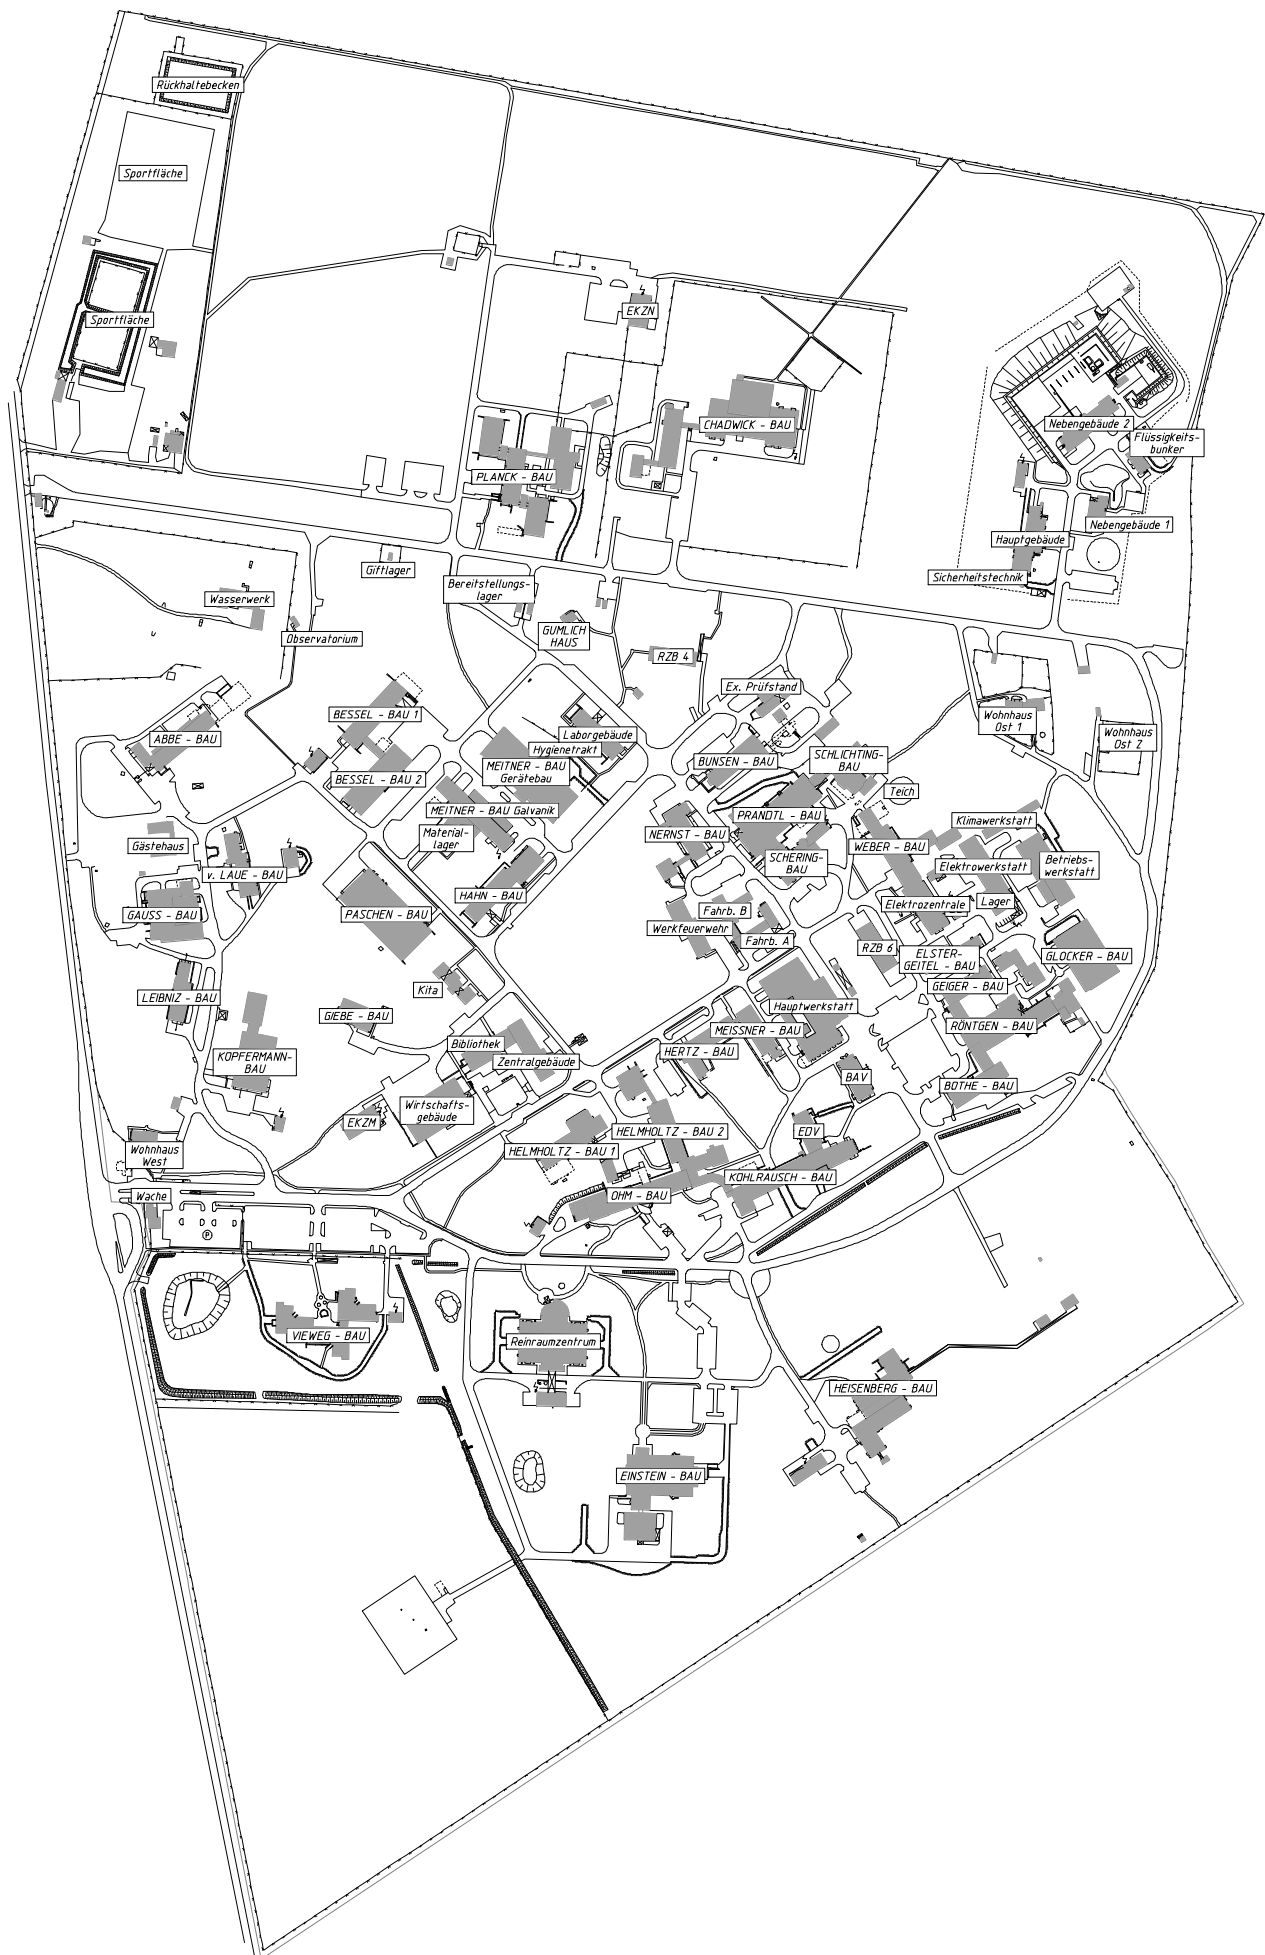 Rückhaltebecken
Sportfläche
Sportfläche
EKZN
CHADWICK - BAU
Nebengebäude 2
Flüssigkeits-
bunker
PLANCK - BAU
Nebengebäude 1
Hauptgebäude
Giftlager
Sicherheitstechnik
Bereitstellungs-
lager
Wasserwerk
GUMLICH
HAUS
Observatorium
RZB 4
Ex. Prüfstand
BESSEL - BAU 1
Wohnhaus
Ost 1
Wohnhaus
Ost 2
ABBE - BAU
Laborgebäude
Hygienetrakt
MEITNER - BAU
Gerätebau
BUNSEN - BAU
SCHLICHTING-
BAU
BESSEL - BAU 2
Teich
MEITNER - BAU Galvanik
PRANDTL - BAU
Klimawerkstatt
Material-
lager
NERNST - BAU
Gästehaus
WEBER - BAU
SCHERING-
BAU
Elektrowerkstatt
Betriebs-
werkstatt
v. LAUE - BAU
HAHN - BAU
Elektrozentrale
Lager
GAUSS - BAU
PASCHEN - BAU
Fahrb. B
Werkfeuerwehr
Fahrb. A
RZB 6
ELSTER-
GEITEL - BAU
GLOCKER - BAU
GEIGER - BAU
Kita
LEIBNIZ - BAU
Hauptwerkstatt
GIEBE - BAU
RÖNTGEN - BAU
MEISSNER - BAU
Bibliothek
HERTZ - BAU
KOPFERMANN-
BAU
Zentralgebäude
BAV
BOTHE - BAU
Wirtschafts-
gebäude
EKZM
EDV
HELMHOLTZ - BAU 2
HELMHOLTZ - BAU 1
Wohnhaus
West
KOHLRAUSCH - BAU
Wache
OHM - BAU
P
VIEWEG - BAU
Reinraumzentrum
HEISENBERG - BAU
EINSTEIN - BAU